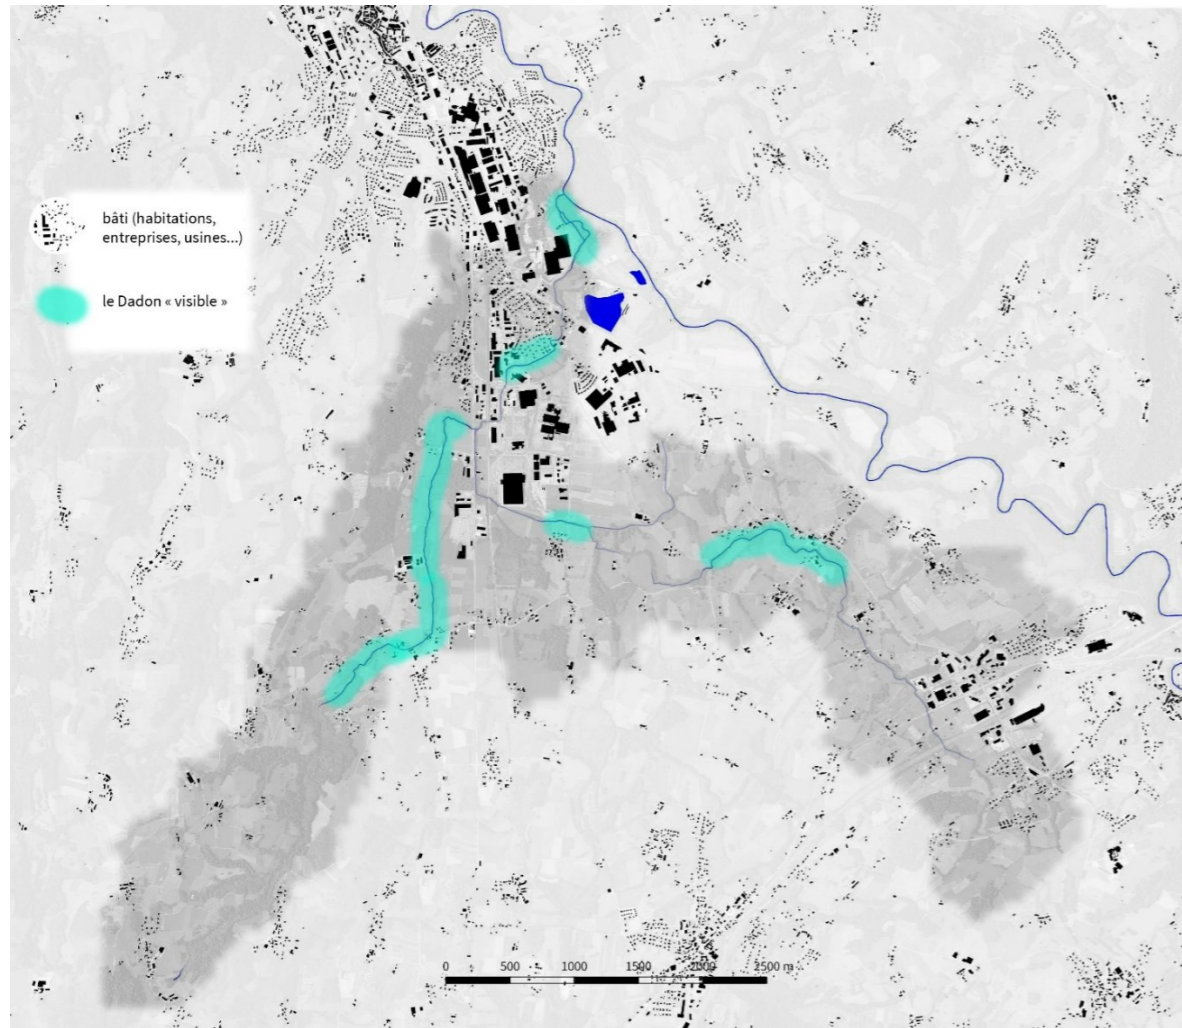 bâti (habitations,
entreprises, usines...)
le Dadon « visible »
0 500 1000 1500 2000 2500 m